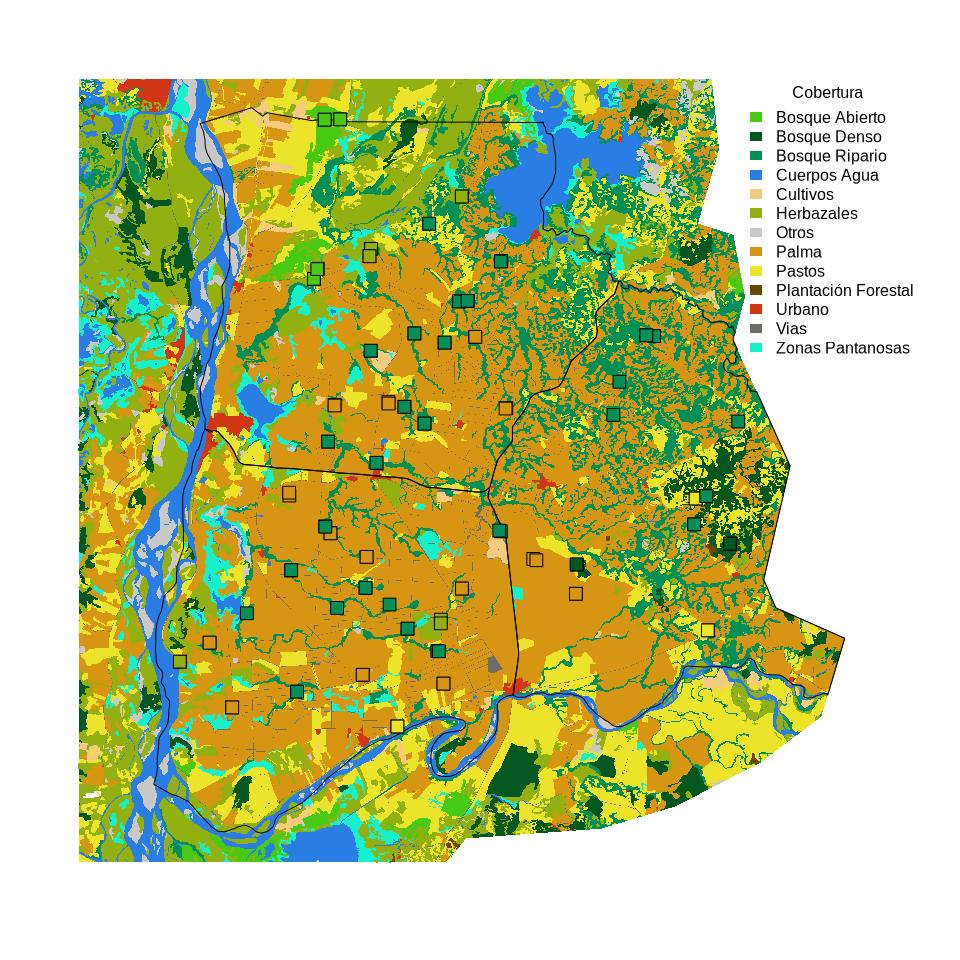 Cobertura
Bosque Abierto
Bosque Denso
Bosque Ripario
Cuerpos Agua
Cultivos
Herbazales
Otros
Palma
Pastos
Plantación Forestal
Urbano
Vias
Zonas Pantanosas